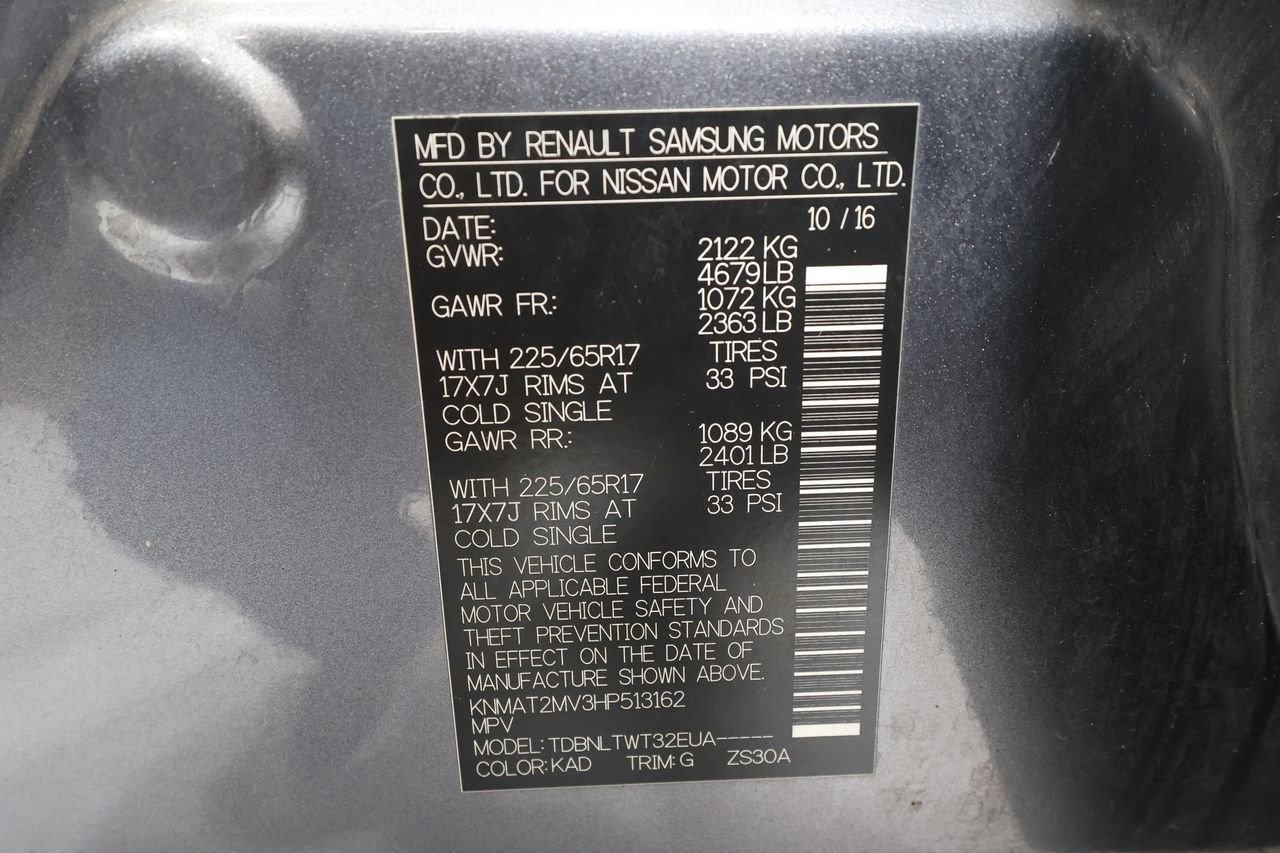 MFD BY RENAULT SAMSUNG MOTORS
CO., LTD. FOR NISSAN MOTOR CO., LTD.
DATE: 10 / 16
GVWR: 2122 KG
4679 LB
GAWR FR.: 1072 KG
2363 LB
WITH 225/65R17 TIRES
17X7J RIMS AT 33 PSI
COLD SINGLE
GAWR RR.: 1089 KG
2401 LB
WITH 225/65R17 TIRES
17X7J RIMS AT 33 PSI
COLD SINGLE
THIS VEHICLE CONFORMS TO
ALL APPLICABLE FEDERAL
MOTOR VEHICLE SAFETY AND
THEFT PREVENTION STANDARDS
IN EFFECT ON THE DATE OF
MANUFACTURE SHOWN ABOVE.
KNMAT2MV3HP513162
MPV
MODEL: TDBNLTWT32EUA-----
COLOR: KAD TRIM: G ZS30A